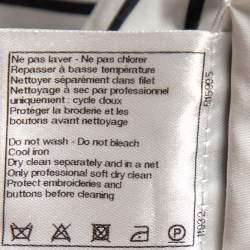 Ne pas laver - Ne pas chlorer
Repasser à basse température
Nettoyer séparément dans filet
Nettoyage à sec par professionnel
uniquement: cycle doux
Protéger la broderie et les
boutons avant nettoyage
Do not wash - Do not bleach
Cool iron
Dry clean separately and in a net
Only professional soft dry clean
Protect embroideries and
buttons before cleaning
P